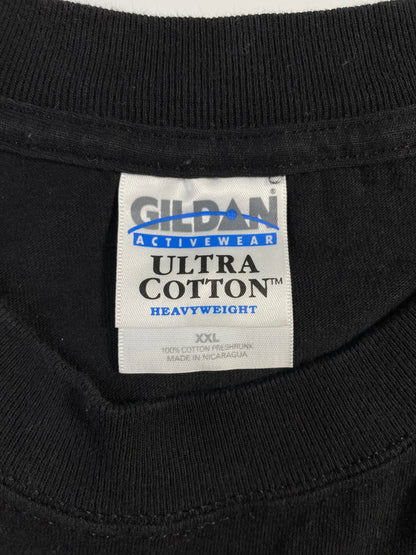 GILDAN®
ACTIVEWEAR
ULTRA
COTTON™
HEAVYWEIGHT
XXL
100% COTTON PRESHRUNK
MADE IN NICARAGUA